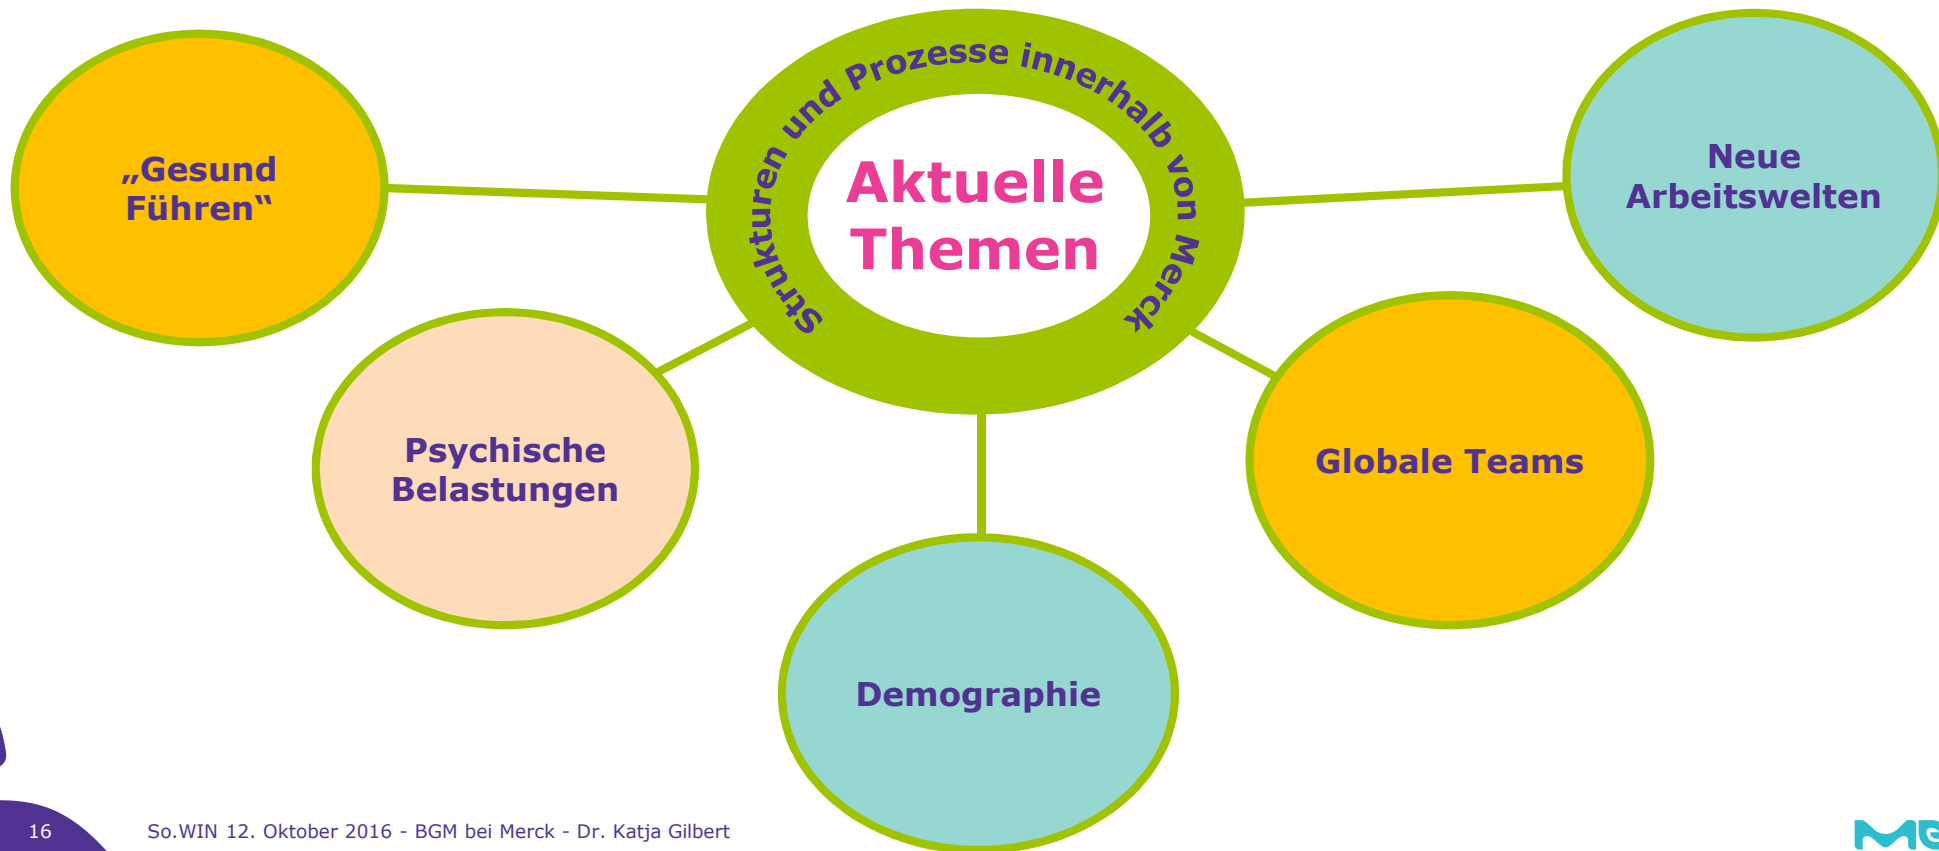 Strukturen und Prozesse innerhalb von Merck
Aktuelle
Themen
„Gesund
Führen“
Neue
Arbeitswelten
Psychische
Belastungen
Globale Teams
Demographie
16
So.WIN 12. Oktober 2016 - BGM bei Merck - Dr. Katja Gilbert